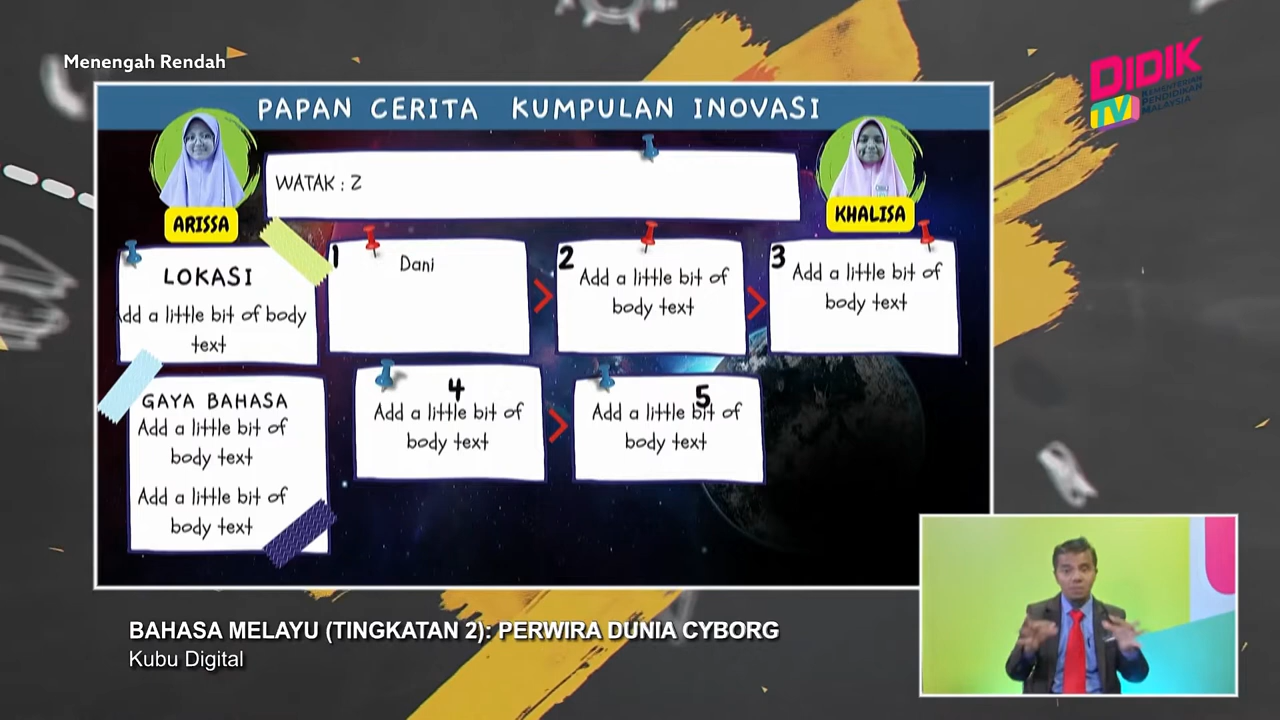 Menengah Rendah
DIDIK
TV
KEMENTERIAN
PENDIDIKAN
MALAYSIA
PAPAN CERITA KUMPULAN INOVASI
WATAK : Z
ARISSA
KHALISA
LOKASI
Add a little bit of body
text
1
Dani
2
Add a little bit of
body text
3
Add a little bit of
body text
GAYA BAHASA
Add a little bit of
body text
Add a little bit of
body text
4
Add a little bit of
body text
5
Add a little bit of
body text
BAHASA MELAYU (TINGKATAN 2): PERWIRA DUNIA CYBORG
Kubu Digital